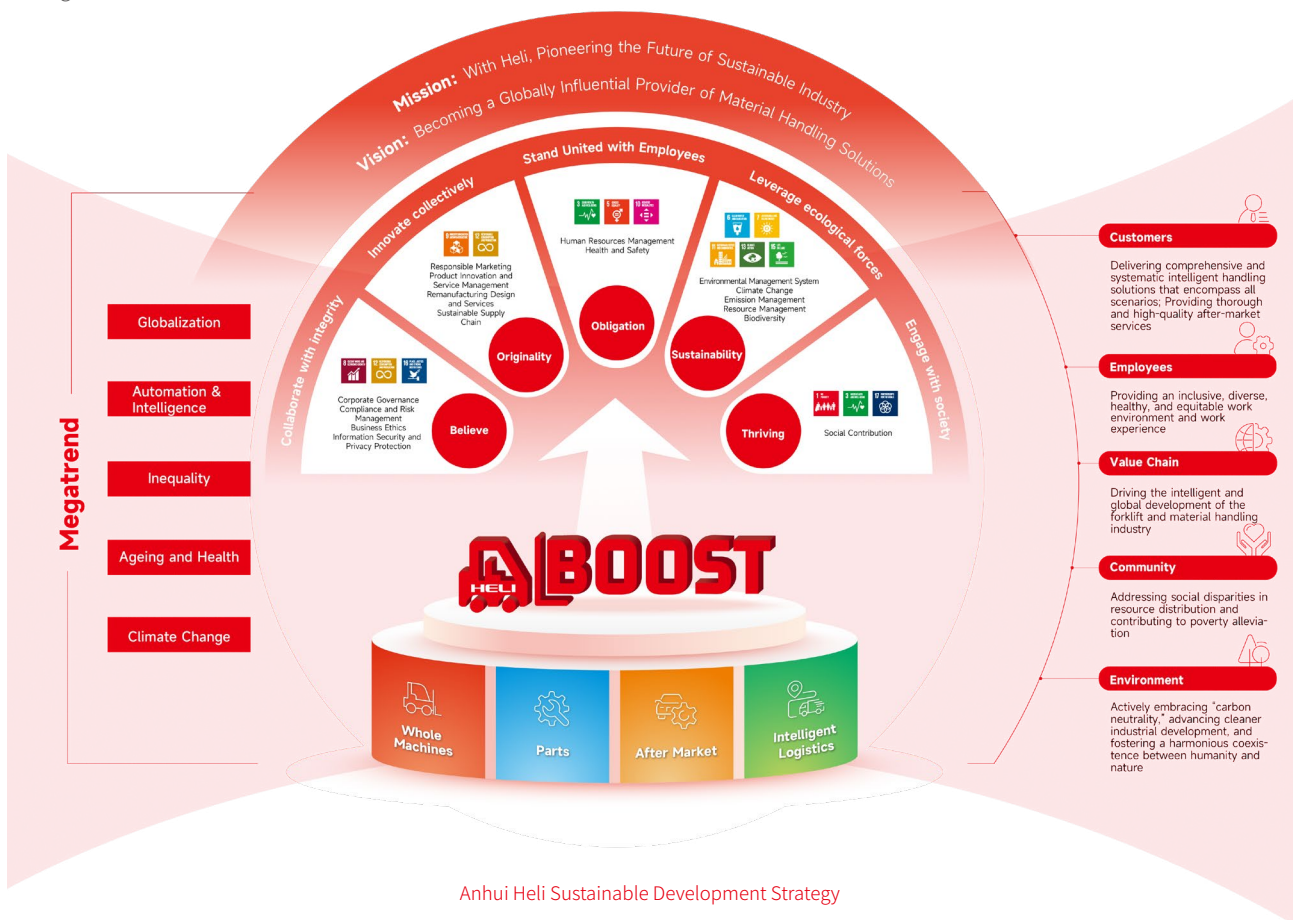 Mission: With Heli, Pioneering the Future of Sustainable Industry
Vision: Becoming a Globally Influential Provider of Material Handling Solutions
Collaborate with integrity
Innovate collectively
Stand United with Employees
Leverage ecological forces
Engage with society
Corporate Governance
Compliance and Risk
Management
Business Ethics
Information Security and
Privacy Protection
Believe
Responsible Marketing
Product Innovation and
Service Management
Remanufacturing Design
and Services
Sustainable Supply
Chain
Originality
Human Resources Management
Health and Safety
Obligation
Environmental Management System
Climate Change
Emission Management
Resource Management
Biodiversity
Sustainability
Social Contribution
Thriving
Megatrend
Globalization
Automation &
Intelligence
Inequality
Ageing and Health
Climate Change
HELI
BOOST
Whole
Machines
Parts
After Market
Intelligent
Logistics
Customers
Delivering comprehensive and
systematic intelligent handling
solutions that encompass all
scenarios; Providing thorough
and high-quality after-market
services
Employees
Providing an inclusive, diverse,
healthy, and equitable work
environment and work
experience
Value Chain
Driving the intelligent and
global development of the
forklift and material handling
industry
Community
Addressing social disparities in
resource distribution and
contributing to poverty allevia-
tion
Environment
Actively embracing "carbon
neutrality," advancing cleaner
industrial development, and
fostering a harmonious coexis-
tence between humanity and
nature
Anhui Heli Sustainable Development Strategy